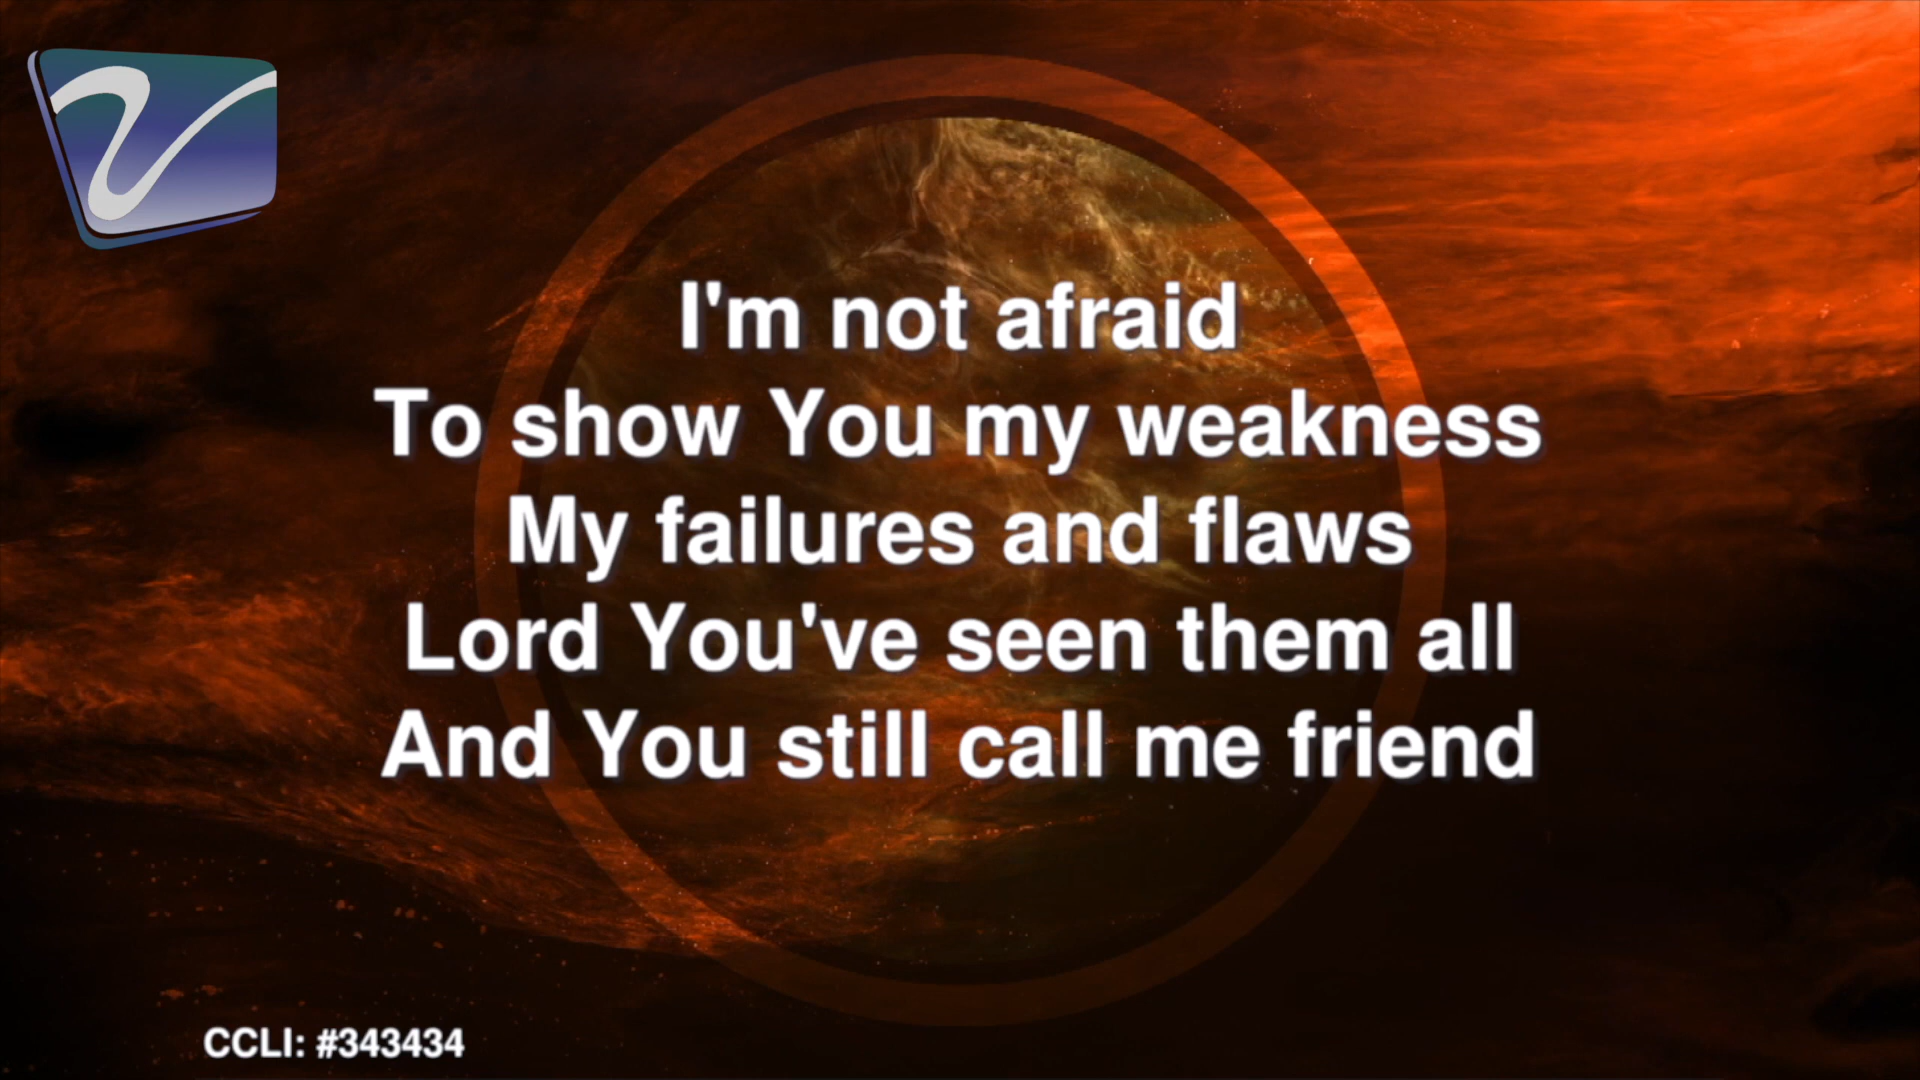 I'm not afraid
To show You my weakness
My failures and flaws
Lord You've seen them all
And You still call me friend
CCLI: #343434